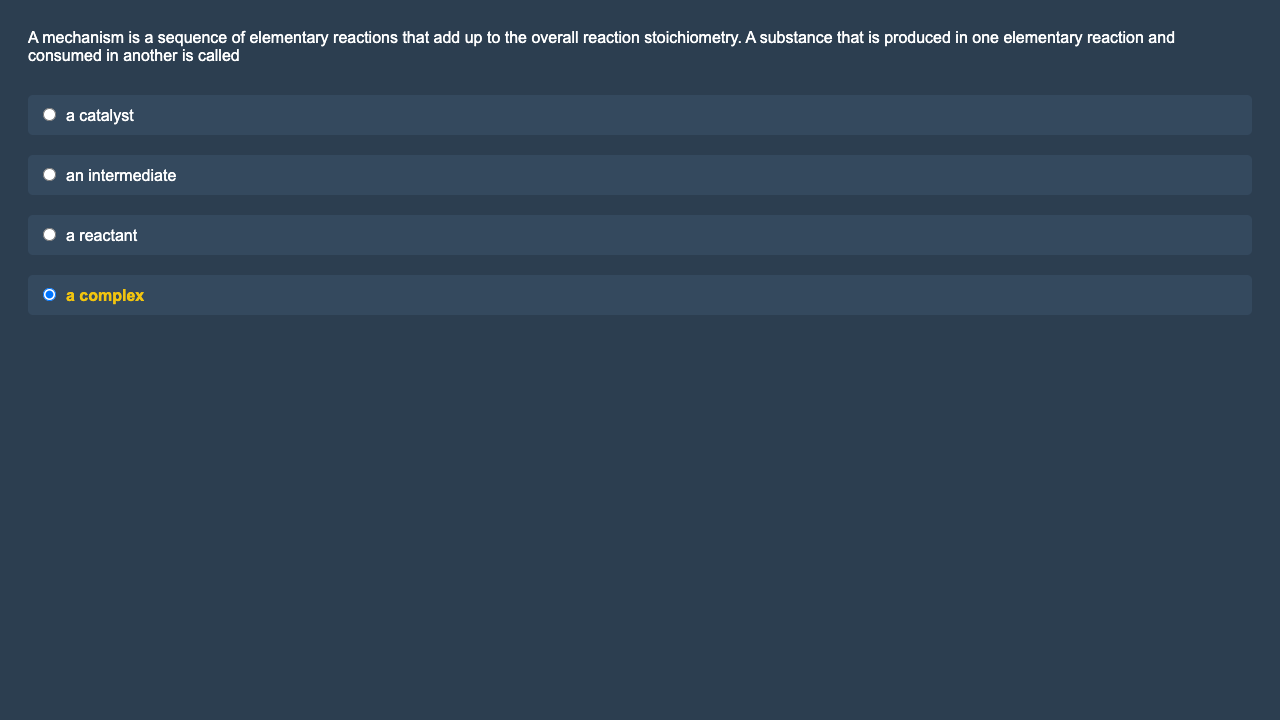 A mechanism is a sequence of elementary reactions that add up to the overall reaction stoichiometry. A substance that is produced in one elementary reaction and
consumed in another is called
a catalyst
an intermediate
a reactant
a complex